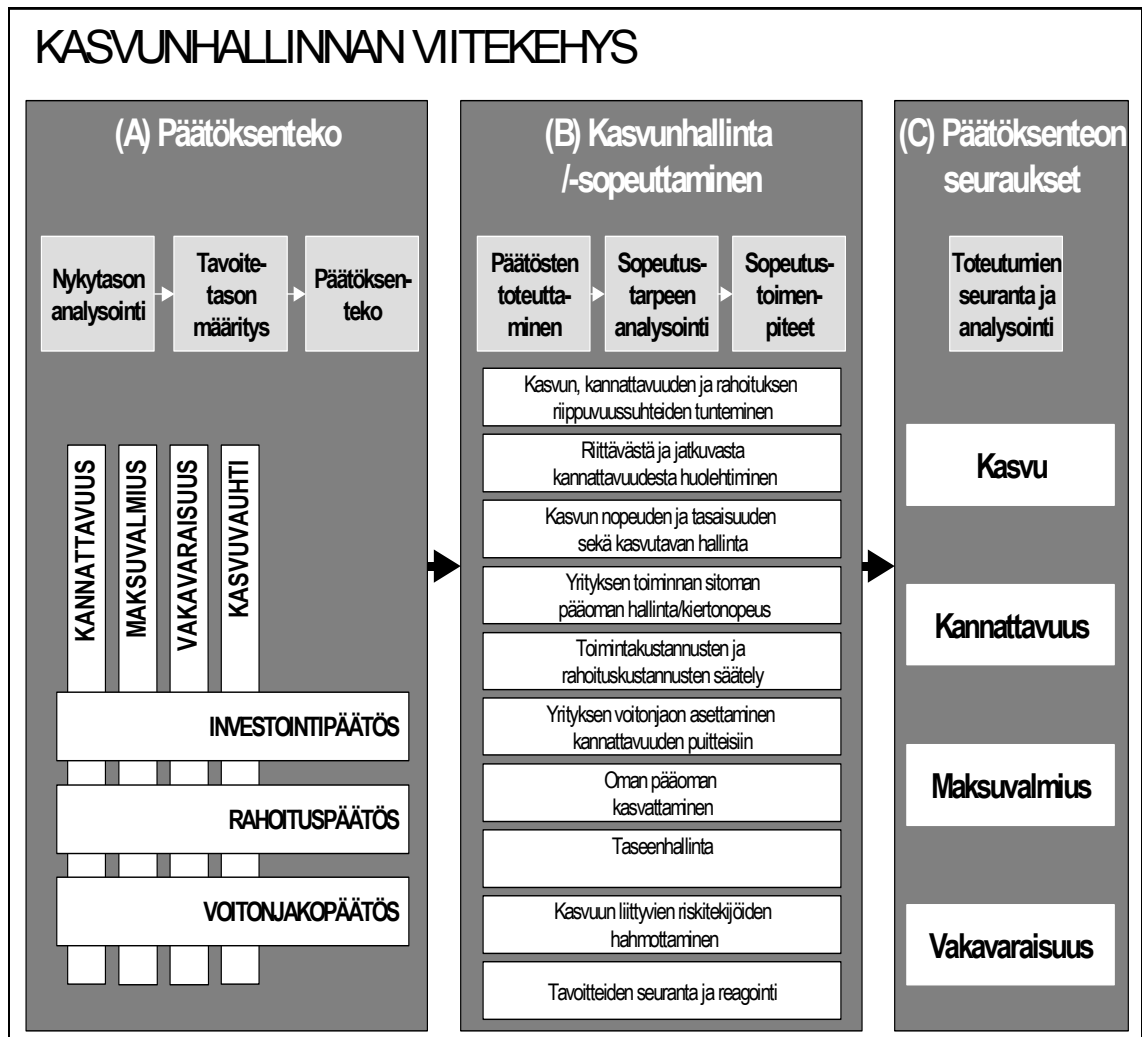 KASVUNHALLINNAN VIITEKEHYS
(A) Päätöksenteko
Nykytason
analysointi
Tavoite-
tason
määritys
Päätöksen-
teko
KANNATTAVUUS
MAKSUVALMIUS
VAKAVARAISUUS
KASVUVAUHTI
INVESTOINTIPÄÄTÖS
RAHOITUSPÄÄTÖS
VOITONJAKOPÄÄTÖS
(B) Kasvunhallinta
/-sopeuttaminen
Päätösten
toteutta-
minen
Sopeutus-
tarpeen
analysointi
Sopeutus-
toimen-
piteet
Kasvun, kannattavuuden ja rahoituksen
riippuvuussuhteiden tunteminen
Riittävästä ja jatkuvasta
kannattavuudesta huolehtiminen
Kasvun nopeuden ja tasaisuuden
sekä kasvutavan hallinta
Yrityksen toiminnan sitoman
pääoman hallinta/kiertonopeus
Toimintakustannusten ja
rahoituskustannusten säätely
Yrityksen voitonjaon asettaminen
kannattavuuden puitteisiin
Oman pääoman
kasvattaminen
Taseenhallinta
Kasvuun liittyvien riskitekijöiden
hahmottaminen
Tavoitteiden seuranta ja reagointi
(C) Päätöksenteon
seuraukset
Toteutumien
seuranta ja
analysointi
Kasvu
Kannattavuus
Maksuvalmius
Vakavaraisuus